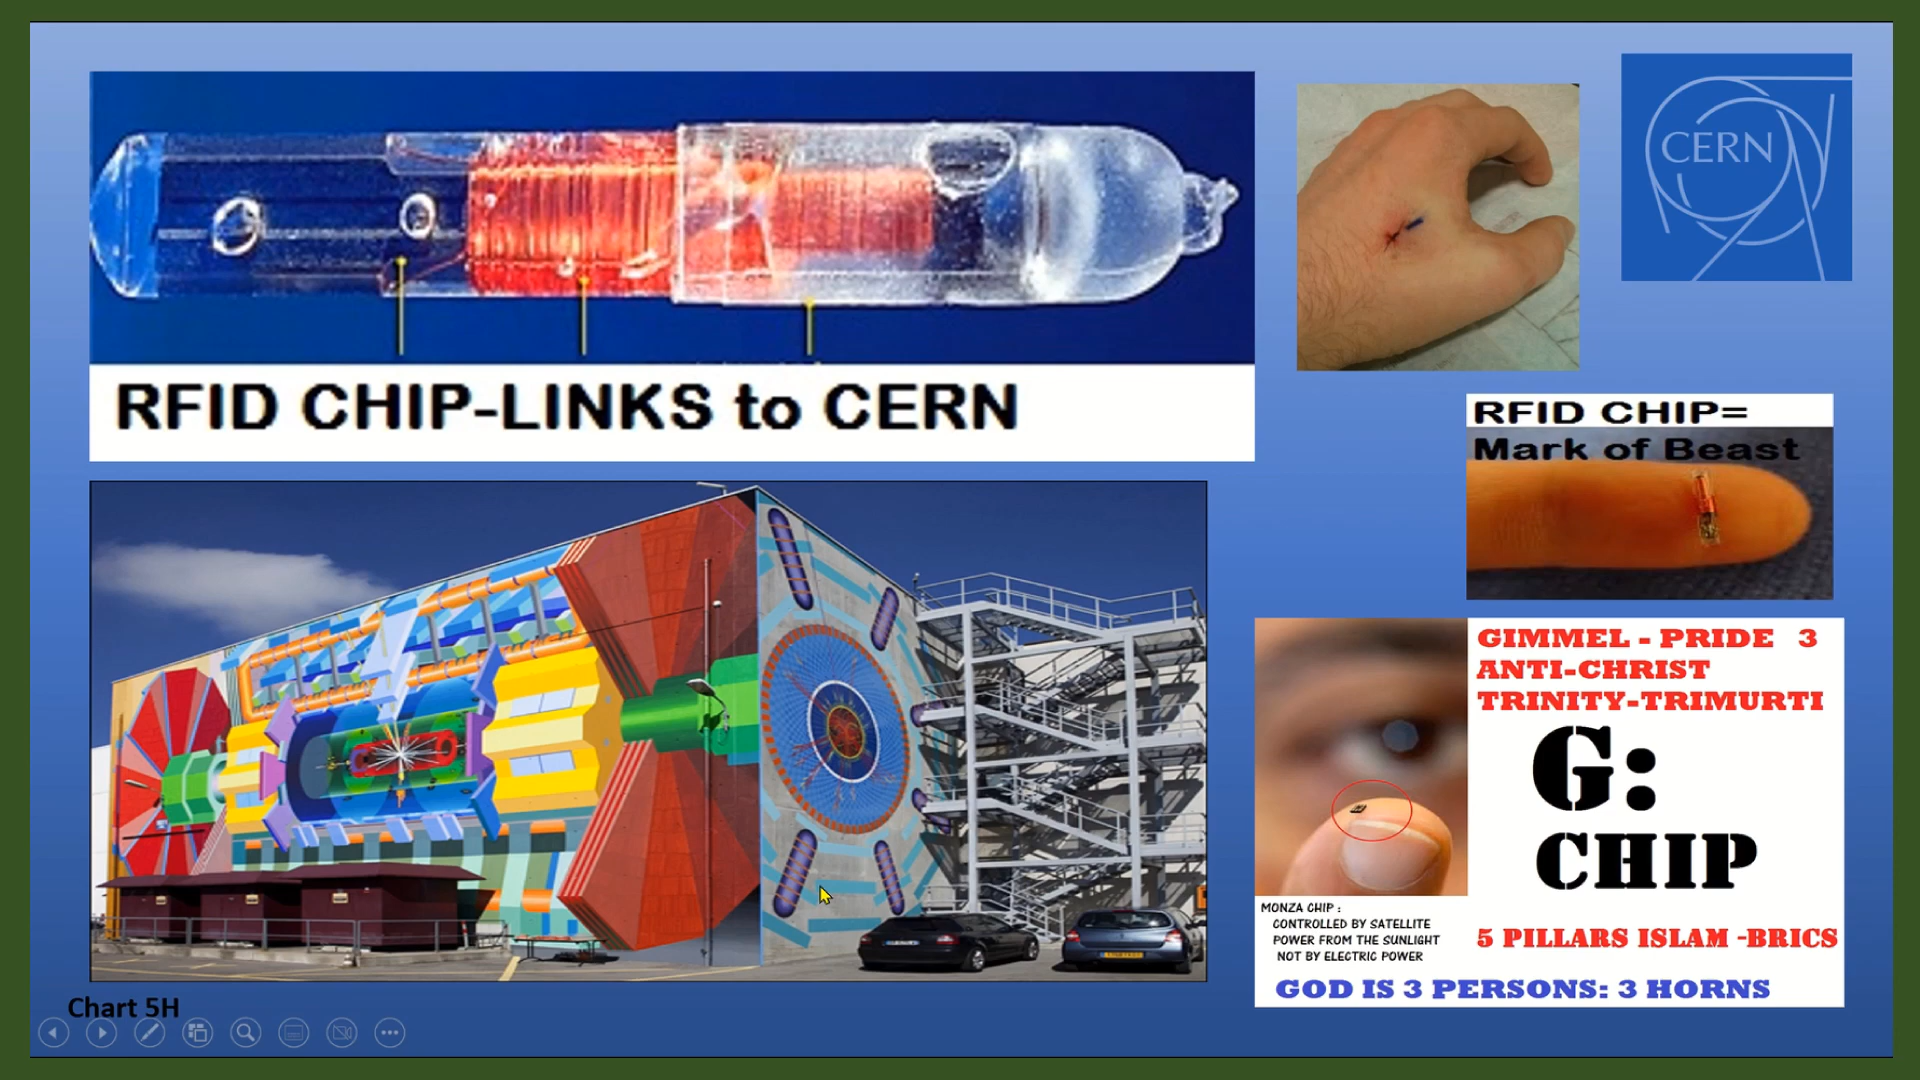 RFID CHIP-LINKS to CERN
CERN
RFID CHIP=
Mark of Beast
GIMMEL - PRIDE 3
ANTI-CHRIST
TRINITY-TRIMURTI
G:
CHIP
MONZA CHIP :
CONTROLLED BY SATELLITE
POWER FROM THE SUNLIGHT
NOT BY ELECTRIC POWER
5 PILLARS ISLAM -BRICS
GOD IS 3 PERSONS: 3 HORNS
Chart 5H